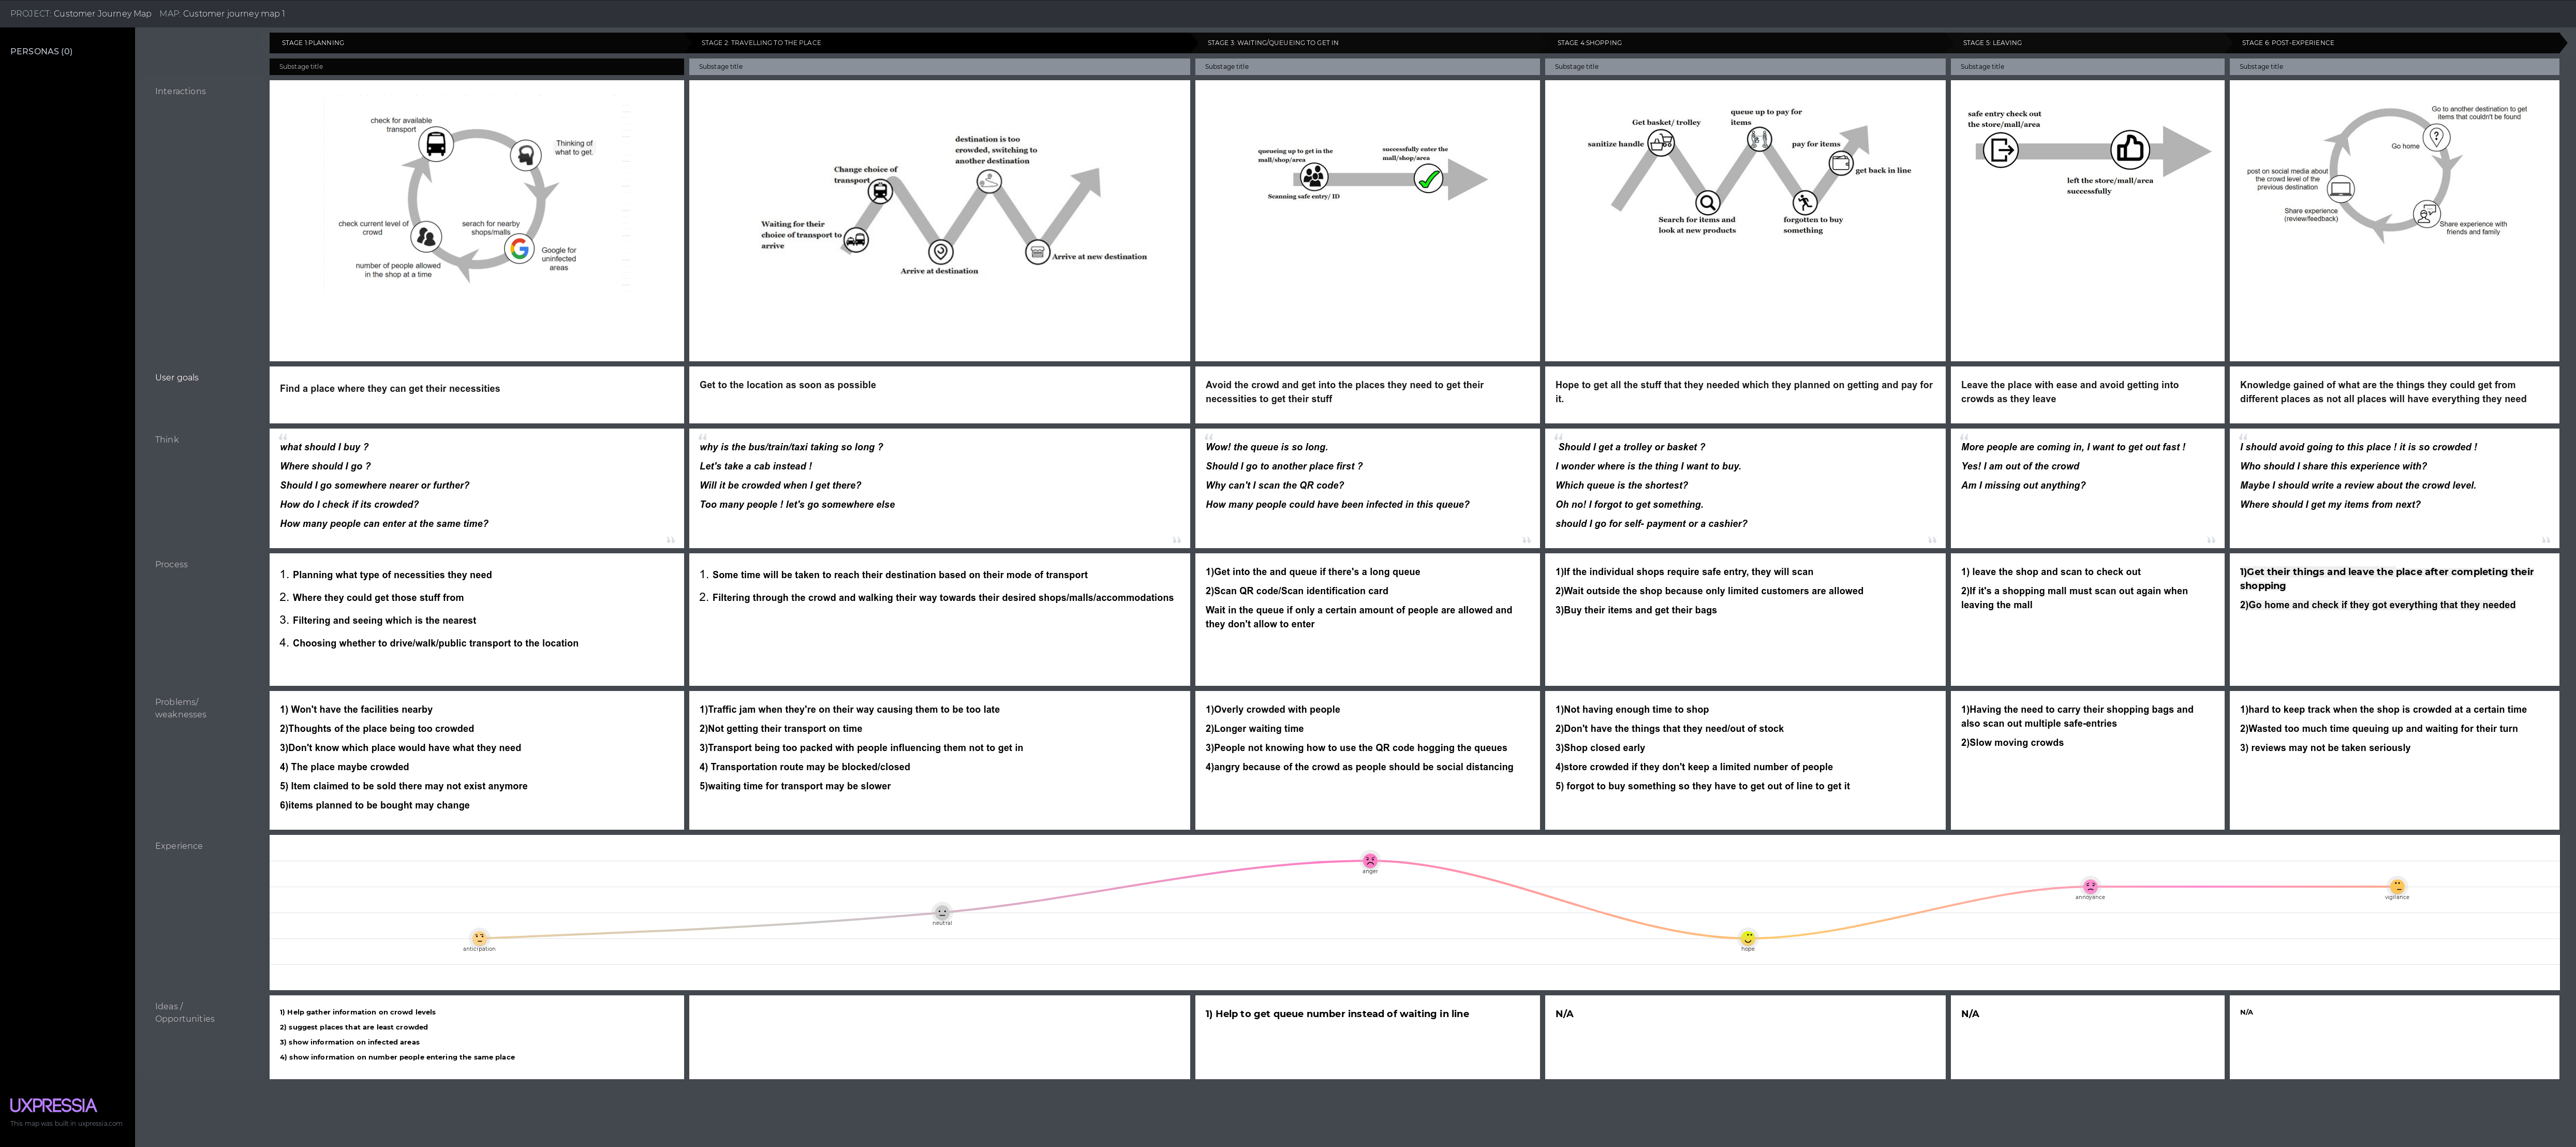 PROJECT: Customer Journey Map MAP: Customer journey map 1
PERSONAS (0)
STAGE 1:PLANNING
STAGE 2: TRAVELLING TO THE PLACE
STAGE 3: WAITING/QUEUEING TO GET IN
STAGE 4:SHOPPING
STAGE 5: LEAVING
STAGE 6: POST-EXPERIENCE
Substage title
Substage title
Substage title
Substage title
Substage title
Substage title
Interactions
check for available
transport
Thinking of
what to get.
check current level of
crowd
serach for nearby
shops/malls
Google for
uninfected
areas
number of people allowed
in the shop at a time
destination is too
crowded, switching to
another destination
Change choice of
transport
Waiting for their
choice of transport to
arrive
Arrive at destination
Arrive at new destination
queueing up to get in the
mall/shop/area
successfully enter the
mall/shop/area
Scanning safe entry/ ID
Get basket/ trolley
queue up to pay for
items
sanitize handle
pay for items
get back in line
Search for items and
look at new products
forgotten to buy
something
safe entry check out
the store/mall/area
left the store/mall/area
successfully
Go to another destination to get
items that couldn't be found
Go home
post on social media about
the crowd level of the
previous destination
Share experience
(review/feedback)
Share experience with
friends and family
User goals
Find a place where they can get their necessities
Get to the location as soon as possible
Avoid the crowd and get into the places they need to get their
necessities to get their stuff
Hope to get all the stuff that they needed which they planned on getting and pay for
it.
Leave the place with ease and avoid getting into
crowds as they leave
Knowledge gained of what are the things they could get from
different places as not all places will have everything they need
Think
what should I buy ?
Where should I go ?
Should I go somewhere nearer or further?
How do I check if its crowded?
How many people can enter at the same time?
why is the bus/train/taxi taking so long ?
Let's take a cab instead !
Will it be crowded when I get there?
Too many people ! let's go somewhere else
Wow! the queue is so long.
Should I go to another place first ?
Why can't I scan the QR code?
How many people could have been infected in this queue?
Should I get a trolley or basket ?
I wonder where is the thing I want to buy.
Which queue is the shortest?
Oh no! I forgot to get something.
should I go for self- payment or a cashier?
More people are coming in, I want to get out fast !
Yes! I am out of the crowd
Am I missing out anything?
I should avoid going to this place ! it is so crowded !
Who should I share this experience with?
Maybe I should write a review about the crowd level.
Where should I get my items from next?
Process
1. Planning what type of necessities they need
2. Where they could get those stuff from
3. Filtering and seeing which is the nearest
4. Choosing whether to drive/walk/public transport to the location
1. Some time will be taken to reach their destination based on their mode of transport
2. Filtering through the crowd and walking their way towards their desired shops/malls/accommodations
1)Get into the and queue if there's a long queue
2)Scan QR code/Scan identification card
Wait in the queue if only a certain amount of people are allowed and
they don't allow to enter
1)If the individual shops require safe entry, they will scan
2)Wait outside the shop because only limited customers are allowed
3)Buy their items and get their bags
1) leave the shop and scan to check out
2)If it's a shopping mall must scan out again when
leaving the mall
1)Get their things and leave the place after completing their
shopping
2)Go home and check if they got everything that they needed
Problems/
weaknesses
1) Won't have the facilities nearby
2)Thoughts of the place being too crowded
3)Don't know which place would have what they need
4) The place maybe crowded
5) Item claimed to be sold there may not exist anymore
6)items planned to be bought may change
1)Traffic jam when they're on their way causing them to be too late
2)Not getting their transport on time
3)Transport being too packed with people influencing them not to get in
4) Transportation route may be blocked/closed
5)waiting time for transport may be slower
1)Overly crowded with people
2)Longer waiting time
3)People not knowing how to use the QR code hogging the queues
4)angry because of the crowd as people should be social distancing
1)Not having enough time to shop
2)Don't have the things that they need/out of stock
3)Shop closed early
4)store crowded if they don't keep a limited number of people
5) forgot to buy something so they have to get out of line to get it
1)Having the need to carry their shopping bags and
also scan out multiple safe-entries
2)Slow moving crowds
1)hard to keep track when the shop is crowded at a certain time
2)Wasted too much time queuing up and waiting for their turn
3) reviews may not be taken seriously
Experience
anticipation
neutral
anger
hope
annoyance
vigilance
Ideas /
Opportunities
1) Help gather information on crowd levels
2) suggest places that are least crowded
3) show information on infected areas
4) show information on number people entering the same place
1) Help to get queue number instead of waiting in line
N/A
N/A
N/A
UXPRESSIA
This map was built in uxpressia.com